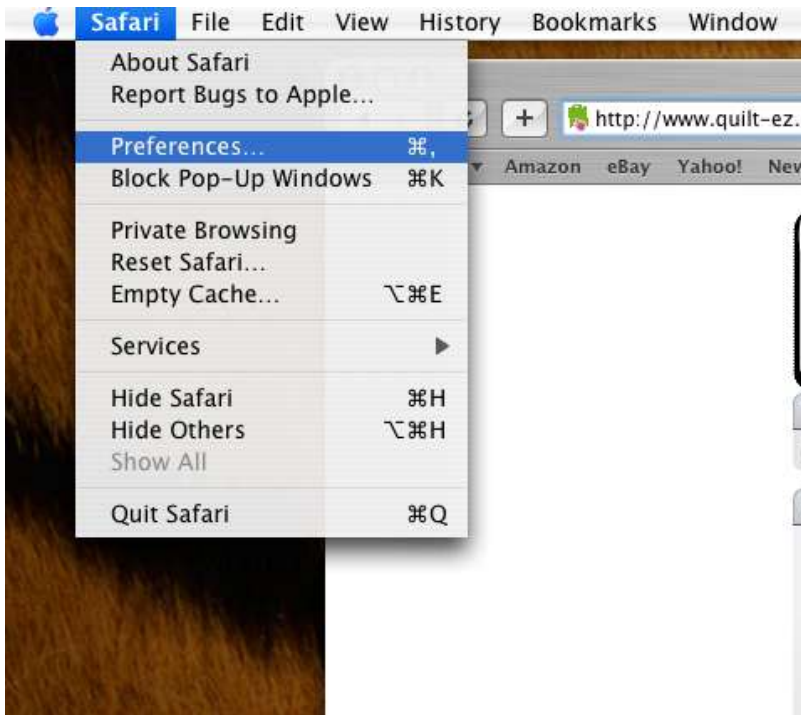 Safari File Edit View History Bookmarks Window
About Safari
Report Bugs to Apple...
Preferences... ⌘,
Block Pop-Up Windows ⌘K
Private Browsing
Reset Safari...
Empty Cache... ⌥⌘E
Services
Hide Safari ⌘H
Hide Others ⌥⌘H
Show All
Quit Safari ⌘Q
http://www.quilt-ez.
Amazon eBay Yahoo! New